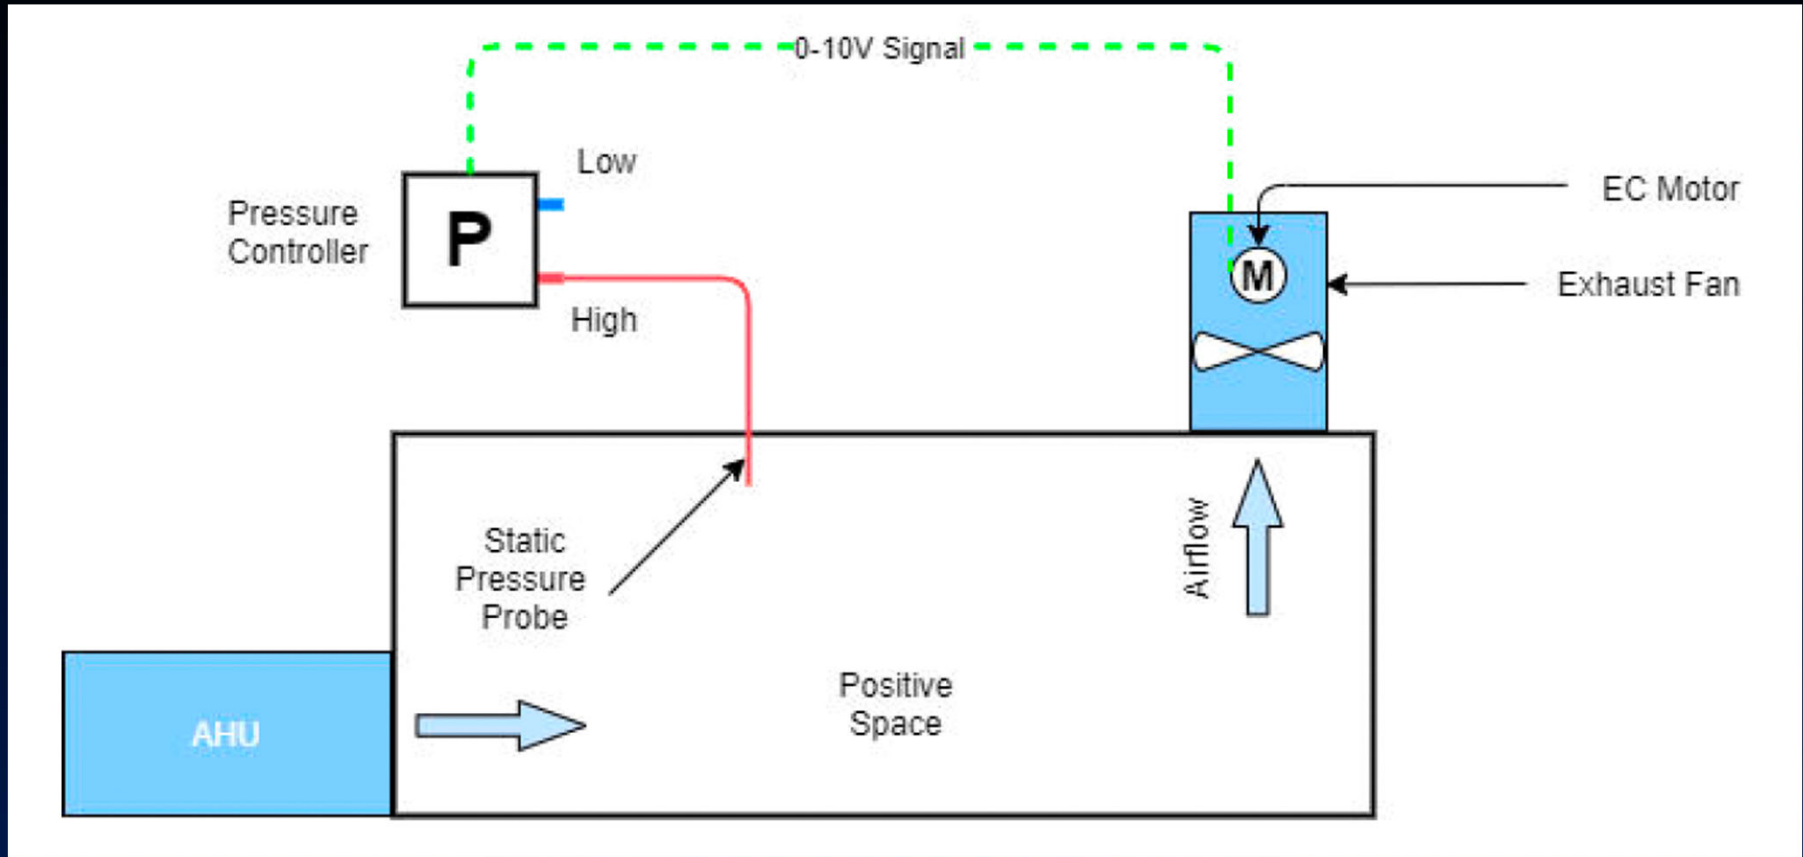 0-10V Signal
Low
Pressure
Controller
P
High
EC Motor
M
Exhaust Fan
Static
Pressure
Probe
Airflow
Positive
Space
AHU